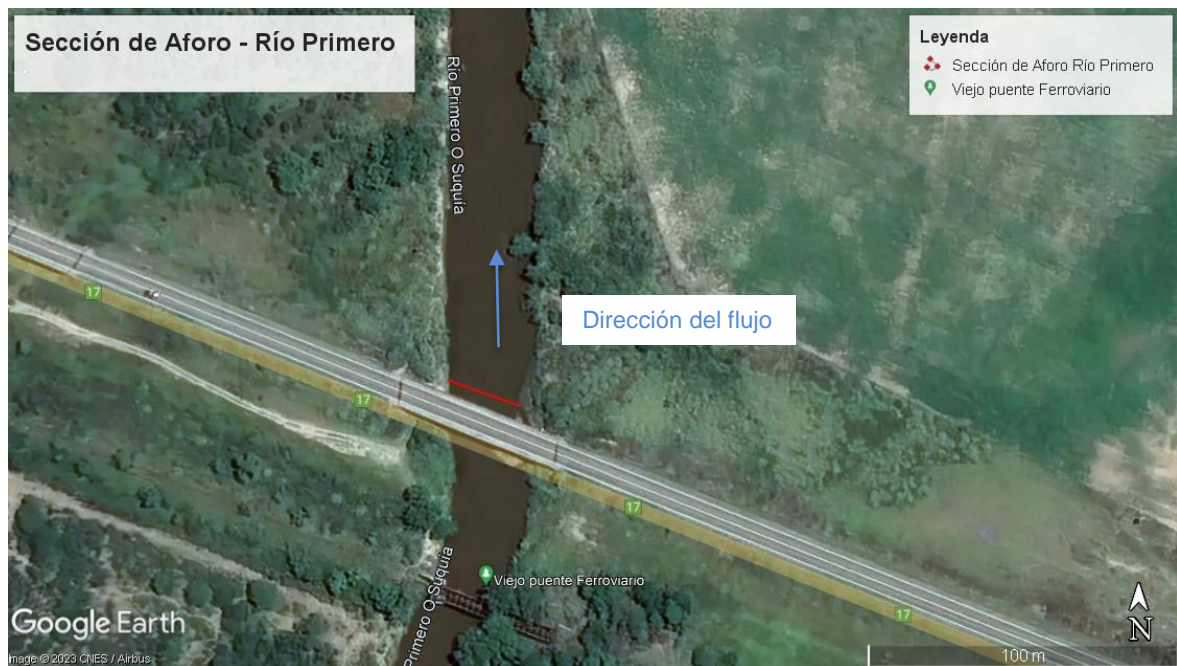 Sección de Aforo - Río Primero
Leyenda
Sección de Aforo Río Primero
Viejo puente Ferroviario
Río Primero O Suquía
Dirección del flujo
17
17
17
17
Viejo puente Ferroviario
Primero O Suquía
Google Earth
Image © 2023 CNES / Airbus
100 m
N